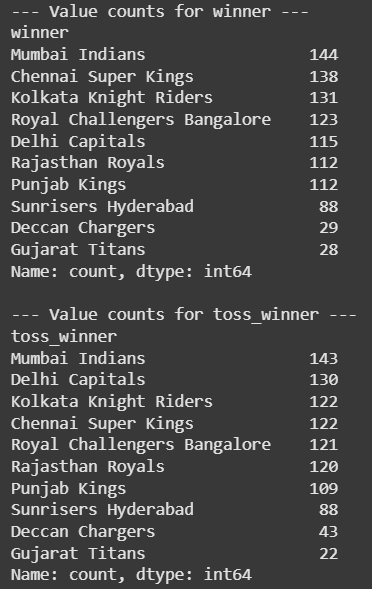 --- Value counts for winner ---
winner
Mumbai Indians                 144
Chennai Super Kings            138
Kolkata Knight Riders          131
Royal Challengers Bangalore    123
Delhi Capitals                 115
Rajasthan Royals               112
Punjab Kings                   112
Sunrisers Hyderabad             88
Deccan Chargers                 29
Gujarat Titans                  28
Name: count, dtype: int64

--- Value counts for toss_winner ---
toss_winner
Mumbai Indians                 143
Delhi Capitals                 130
Kolkata Knight Riders          122
Chennai Super Kings            122
Royal Challengers Bangalore    121
Rajasthan Royals               120
Punjab Kings                   109
Sunrisers Hyderabad             88
Deccan Chargers                 43
Gujarat Titans                  22
Name: count, dtype: int64